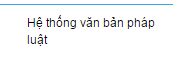 Hệ thống văn bản pháp
luật